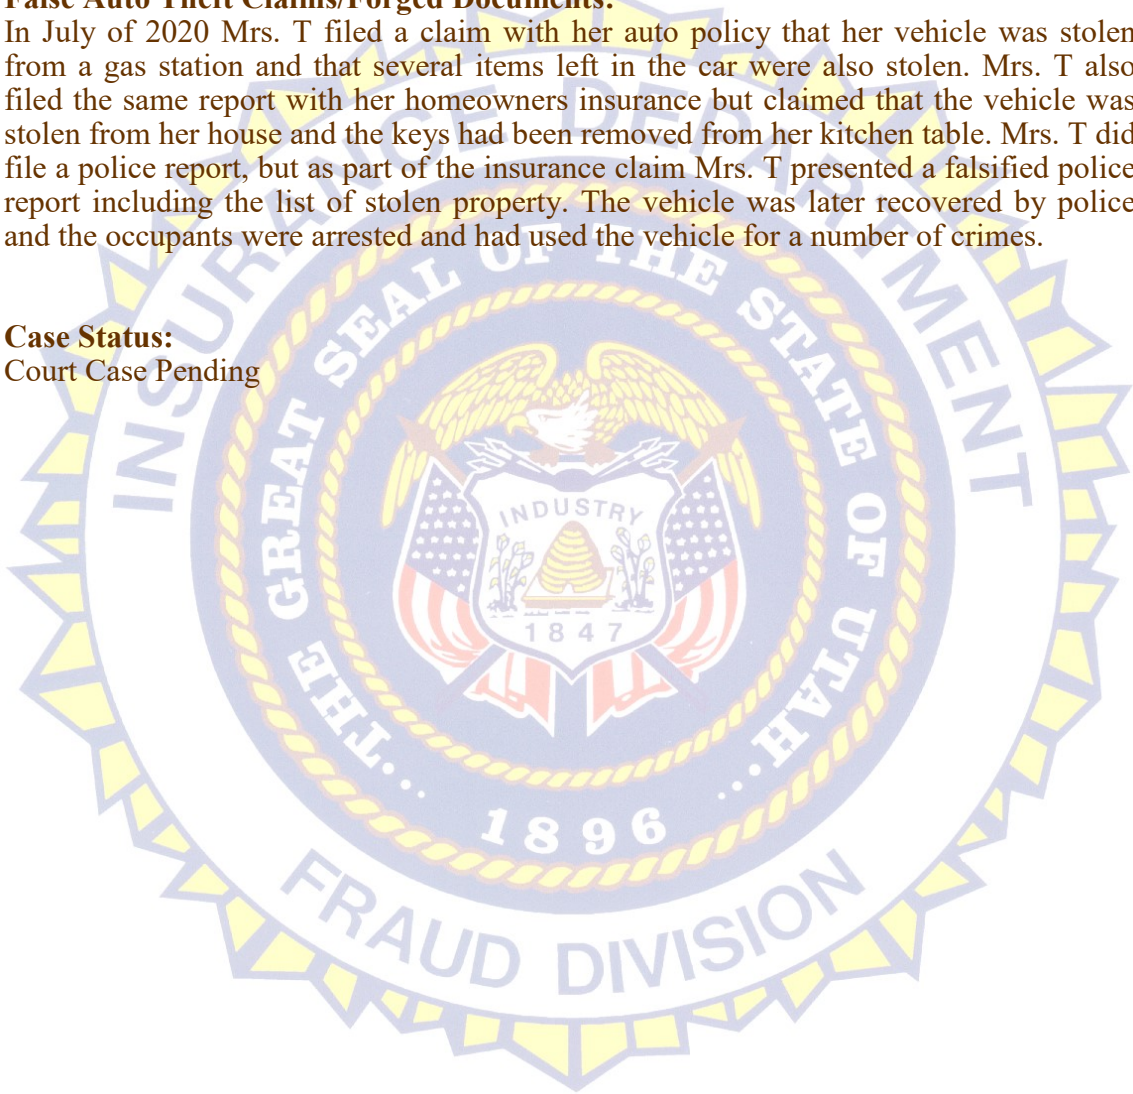 False Auto Theft Claims/Forged Documents:
In July of 2020 Mrs. T filed a claim with her auto policy that her vehicle was stolen
from a gas station and that several items left in the car were also stolen. Mrs. T also
filed the same report with her homeowners insurance but claimed that the vehicle was
stolen from her house and the keys had been removed from her kitchen table. Mrs. T did
file a police report, but as part of the insurance claim Mrs. T presented a falsified police
report including the list of stolen property. The vehicle was later recovered by police
and the occupants were arrested and had used the vehicle for a number of crimes.
Case Status:
Court Case Pending
INSURANCE DEPARTMENT
THE GREAT SEAL OF THE STATE OF UTAH
INDUSTRY
1847
1896
FRAUD DIVISION